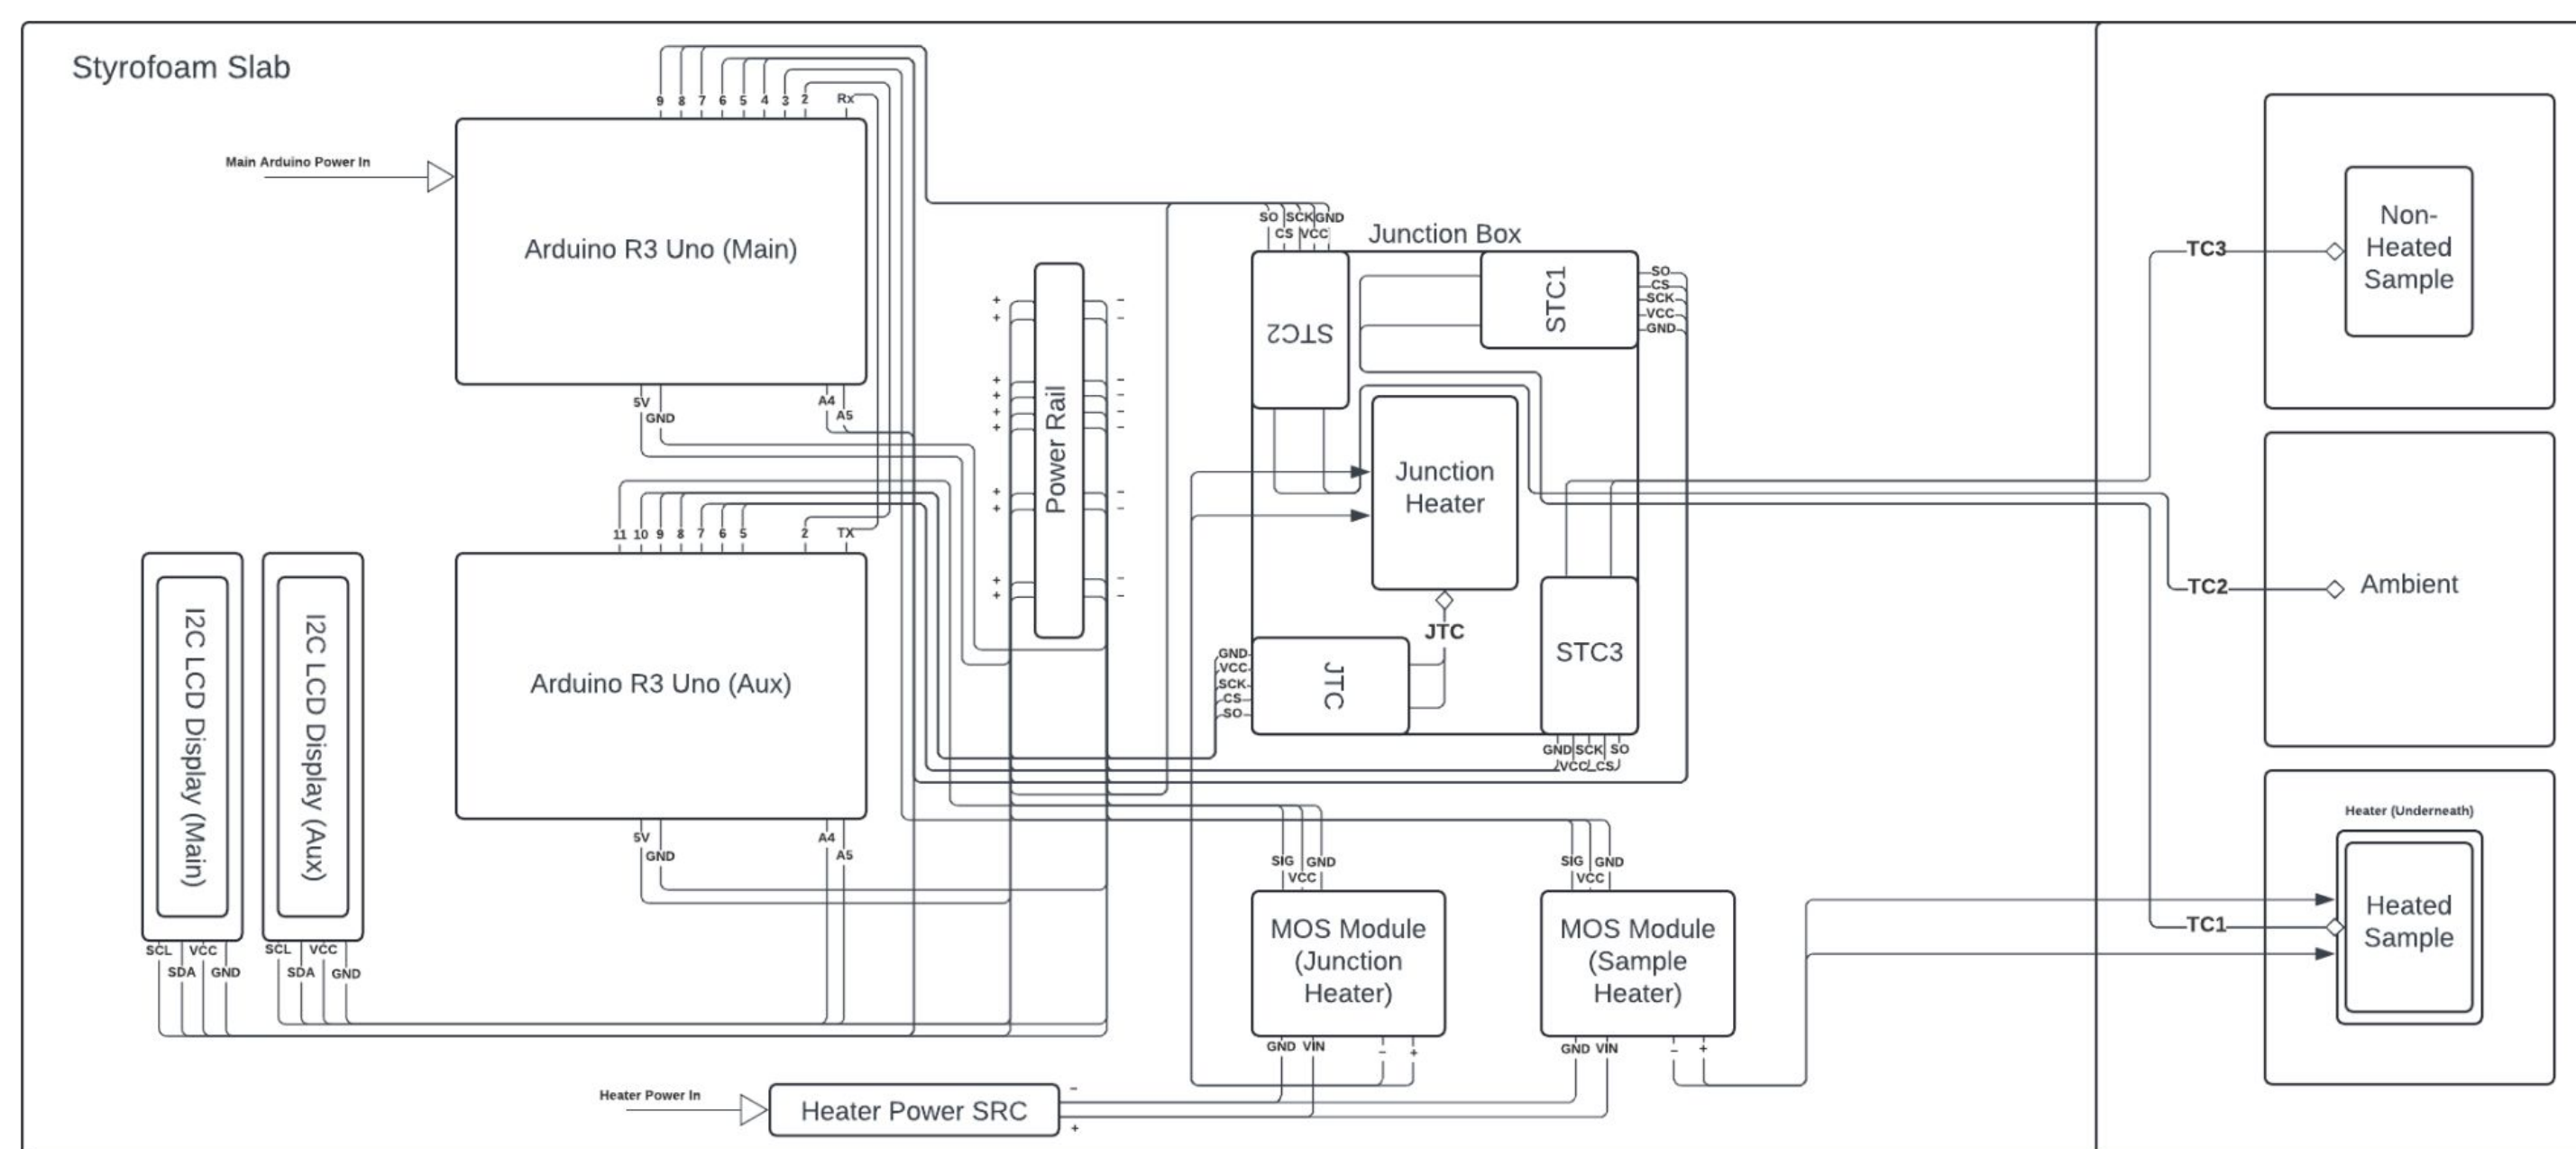 Styrofoam Slab
9 8 7 6 5 4 3 2 Rx
Main Arduino Power In
Arduino R3 Uno (Main)
5V A4
GND A5
11 10 9 8 7 6 5 2 TX
Arduino R3 Uno (Aux)
5V A4
GND A5
I2C LCD Display (Main)
SCL VCC
SDA GND
I2C LCD Display (Aux)
SCL VCC
SDA GND
Power Rail
+ −
+ −
+ −
+ −
+ −
+ −
+ −
+ −
+ −
+ −
SO SCK GND
CS VCC
Junction Box
STC2
STC1
SO
CS
SCK
VCC
GND
Junction
Heater
JTC
GND
VCC
SCK
CS
SO
JTC
STC3
GND SCK SO
VCC CS
SIG GND
VCC
MOS Module
(Junction
Heater)
GND VIN − +
SIG GND
VCC
MOS Module
(Sample
Heater)
GND VIN − +
Heater Power In
Heater Power SRC
−
+
TC3
Non-
Heated
Sample
TC2
Ambient
Heater (Underneath)
TC1
Heated
Sample